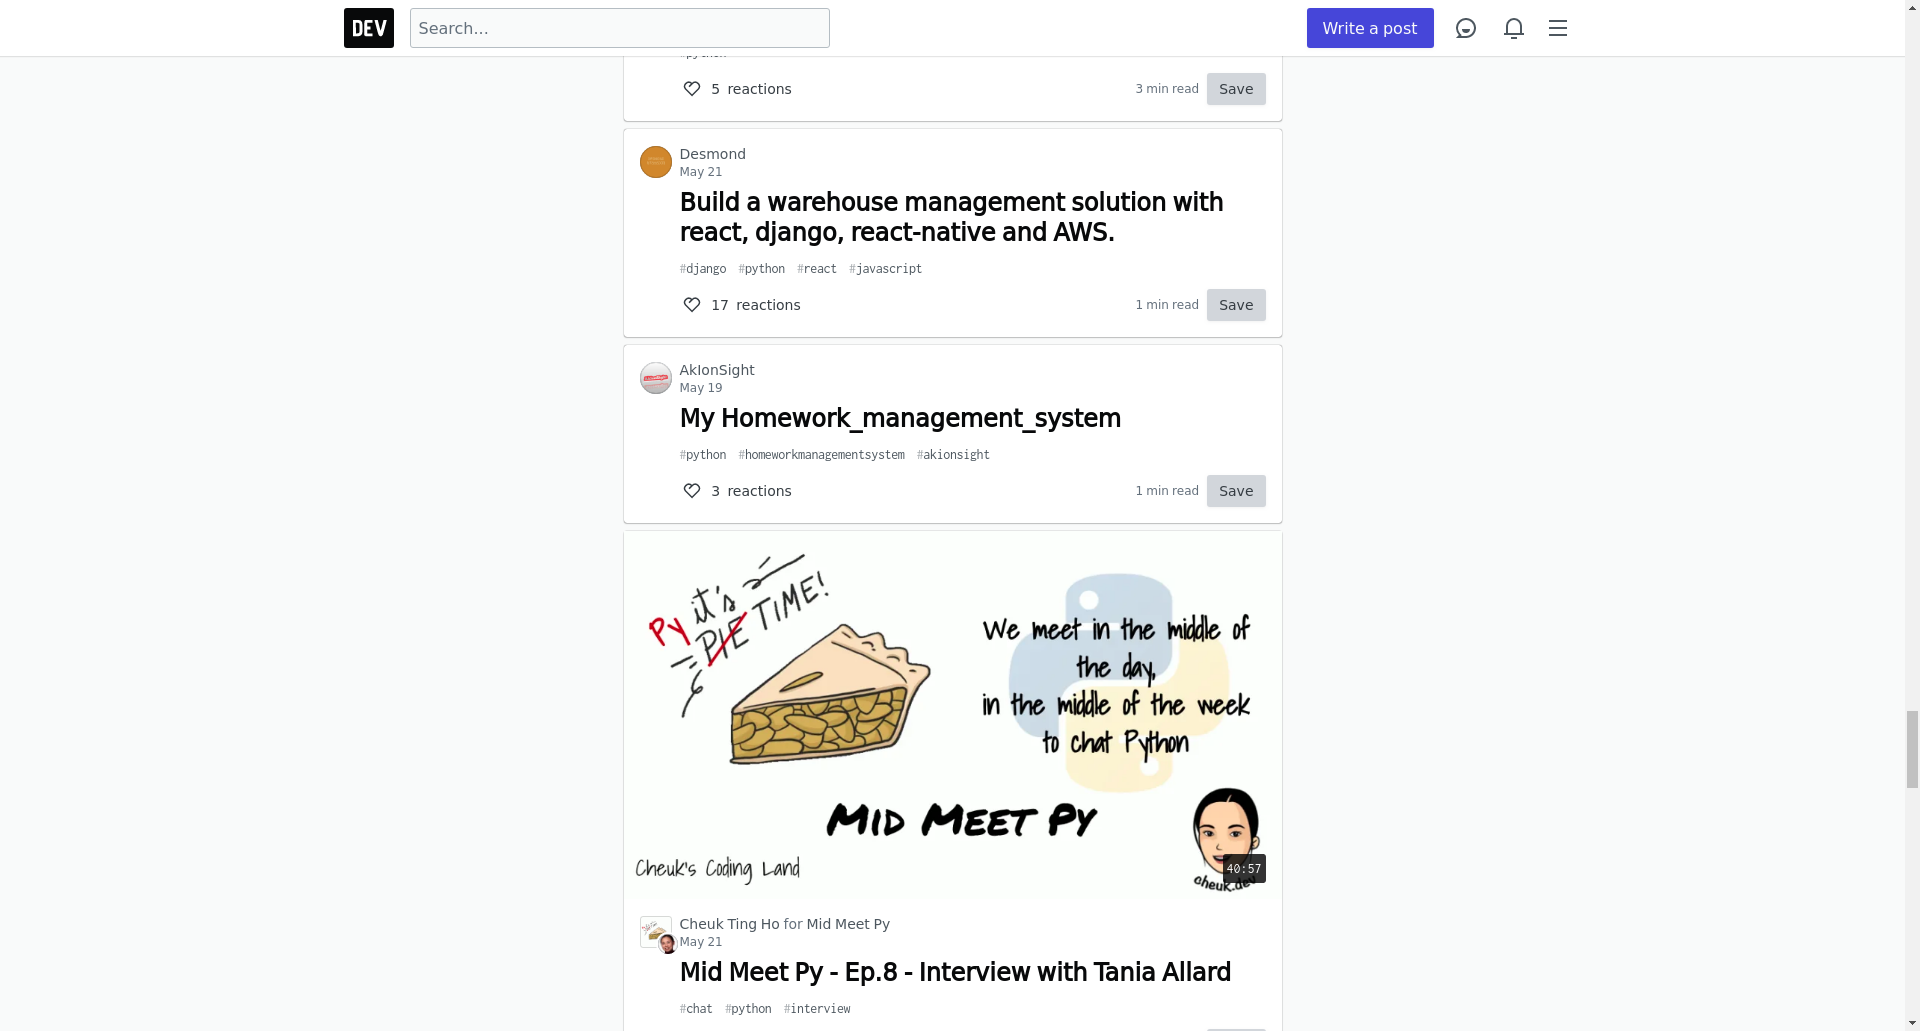 DEV
Search...
Write a post
#python
5 reactions
3 min read
Save
Desmond
May 21
Build a warehouse management solution with
react, django, react-native and AWS.
#django #python #react #javascript
17 reactions
1 min read
Save
AkIonSight
May 19
My Homework_management_system
#python #homeworkmanagementsystem #akionsight
3 reactions
1 min read
Save
Py it's
PIE TIME!
We meet in the middle of
the day,
in the middle of the week
to chat Python
Mid Meet Py
Cheuk's Coding Land
40:57
cheuk.dev
Cheuk Ting Ho for Mid Meet Py
May 21
Mid Meet Py - Ep.8 - Interview with Tania Allard
#chat #python #interview